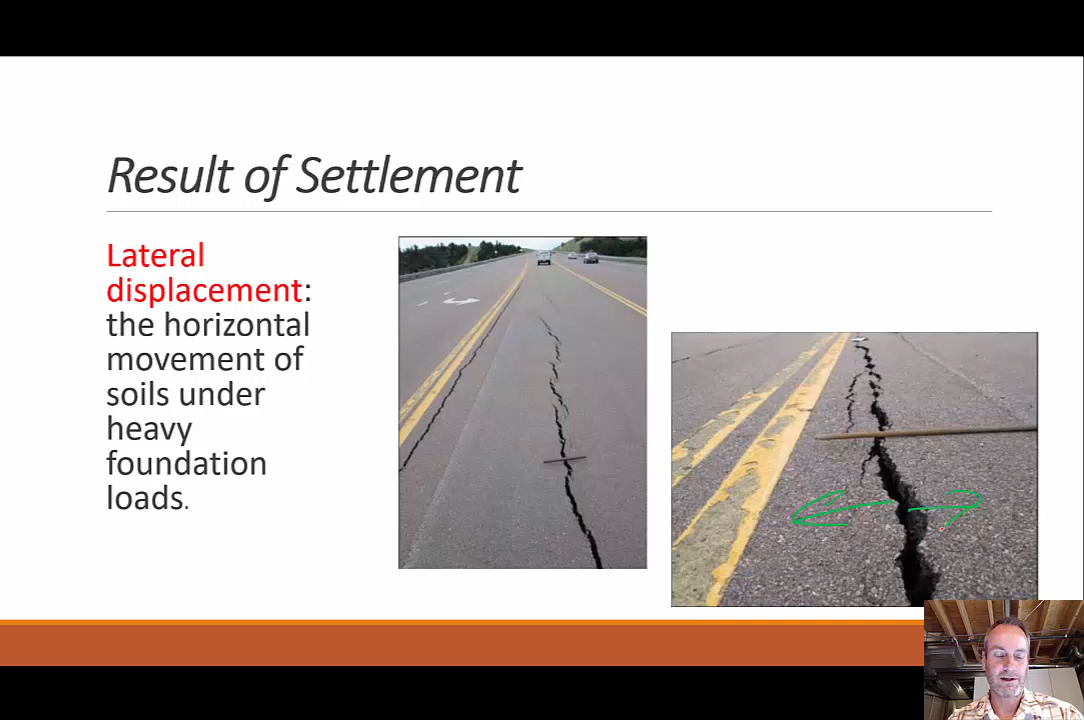 Result of Settlement
Lateral
displacement:
the horizontal
movement of
soils under
heavy
foundation
loads.